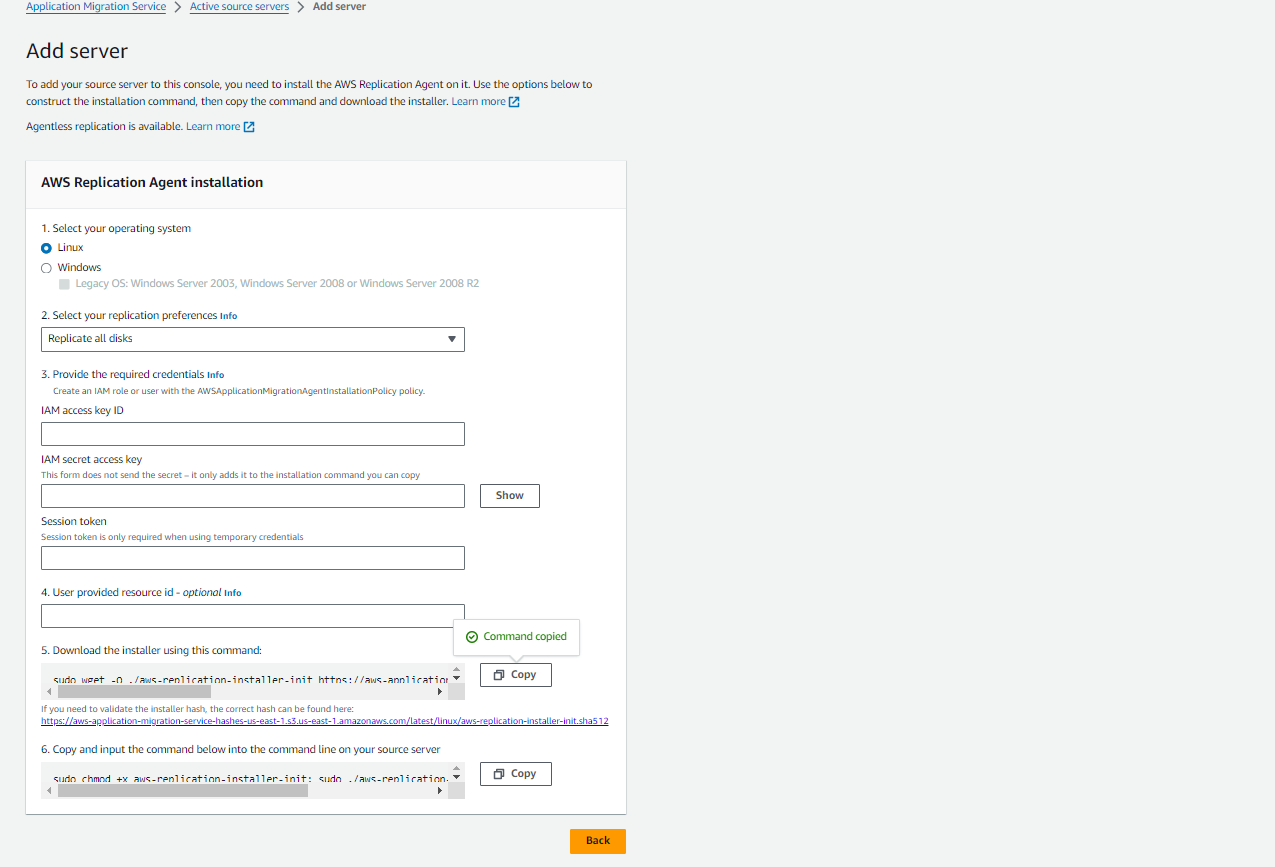 Application Migration Service > Active source servers > Add server
Add server
To add your source server to this console, you need to install the AWS Replication Agent on it. Use the options below to
construct the installation command, then copy the command and download the installer. Learn more
Agentless replication is available. Learn more
AWS Replication Agent installation
1. Select your operating system
Linux
Windows
Legacy OS: Windows Server 2003, Windows Server 2008 or Windows Server 2008 R2
2. Select your replication preferences Info
Replicate all disks
3. Provide the required credentials Info
Create an IAM role or user with the AWSApplicationMigrationAgentInstallationPolicy policy.
IAM access key ID
IAM secret access key
This form does not send the secret – it only adds it to the installation command you can copy
Show
Session token
Session token is only required when using temporary credentials
4. User provided resource id - optional Info
Command copied
5. Download the installer using this command:
sudo wget -O ./aws-replication-installer-init https://aws-application
Copy
If you need to validate the installer hash, the correct hash can be found here:
https://aws-application-migration-service-hashes-us-east-1.s3.us-east-1.amazonaws.com/latest/linux/aws-replication-installer-init.sha512
6. Copy and input the command below into the command line on your source server
sudo chmod +x aws-replication-installer-init; sudo ./aws-replication-
Copy
Back